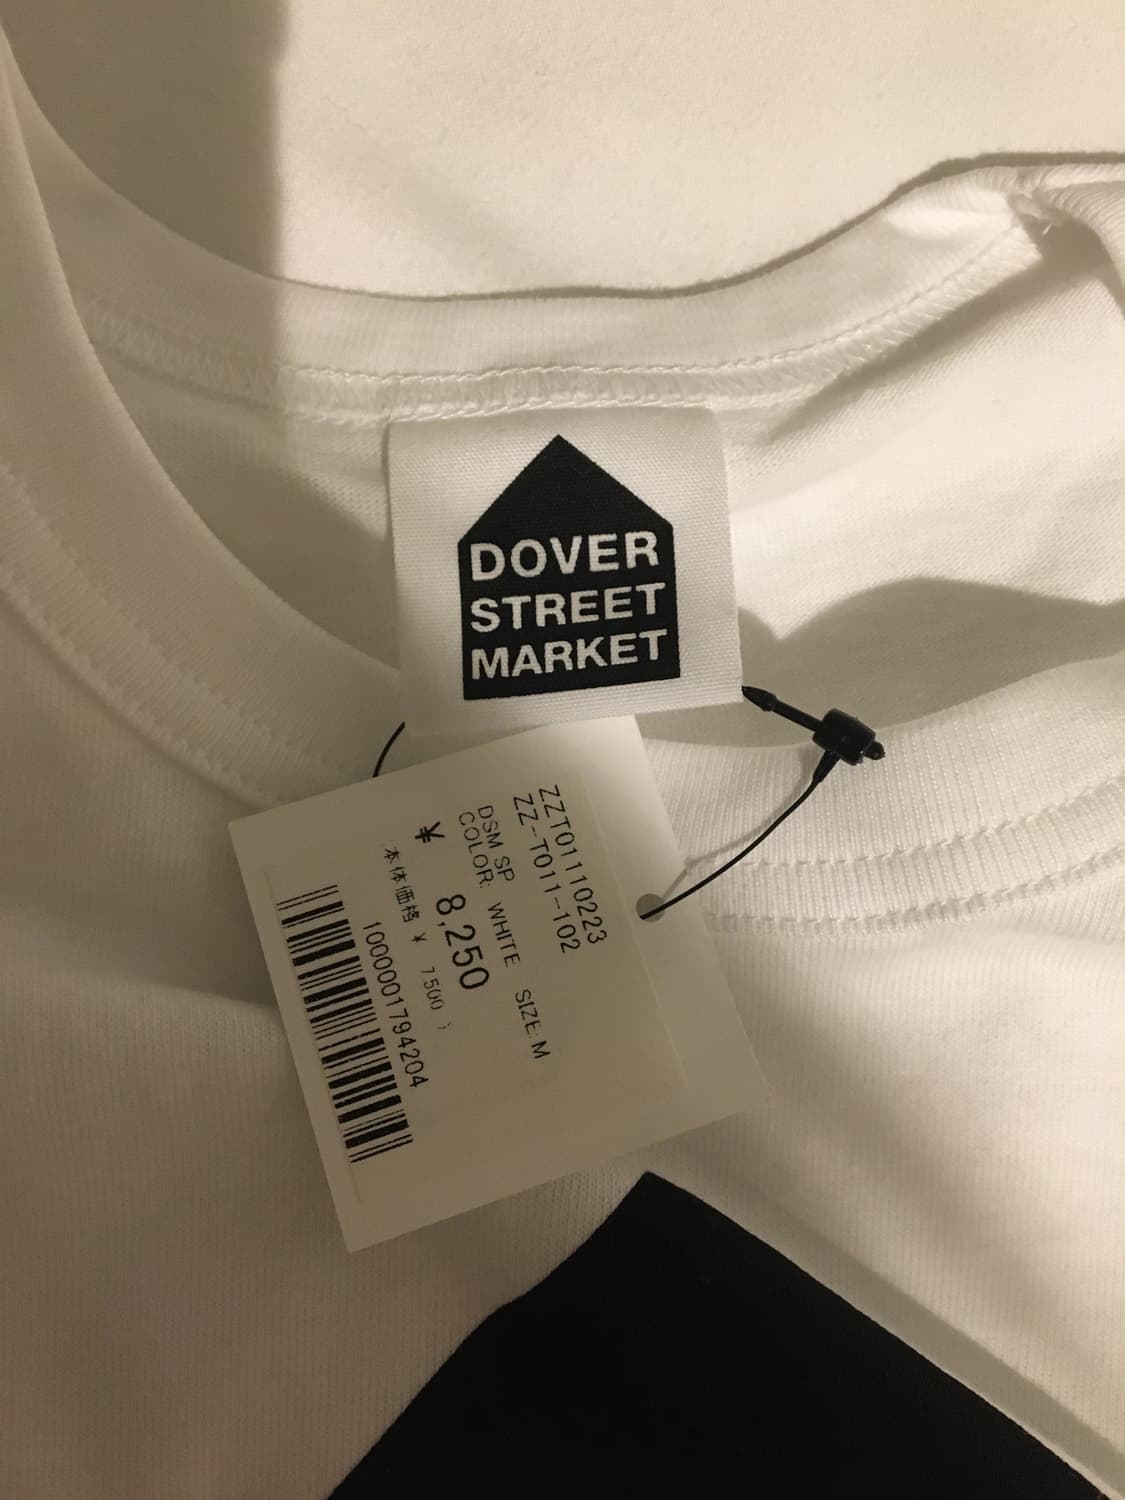 DOVER
STREET
MARKET
ZZT01110223
ZZ-T011-102
DSM SP
COLOR: WHITE SIZE:M
¥ 8,250
本体価格 ¥ 7500 )
1000001794204